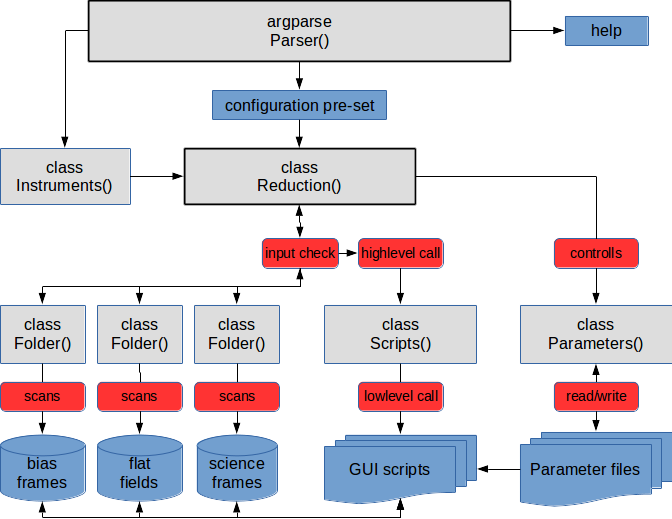 argparse
Parser()
help
configuration pre-set
class
Instruments()
class
Reduction()
input check
highlevel call
controlls
class
Folder()
class
Folder()
class
Folder()
class
Scripts()
class
Parameters()
scans
scans
scans
lowlevel call
read/write
bias
frames
flat
fields
science
frames
GUI scripts
Parameter files